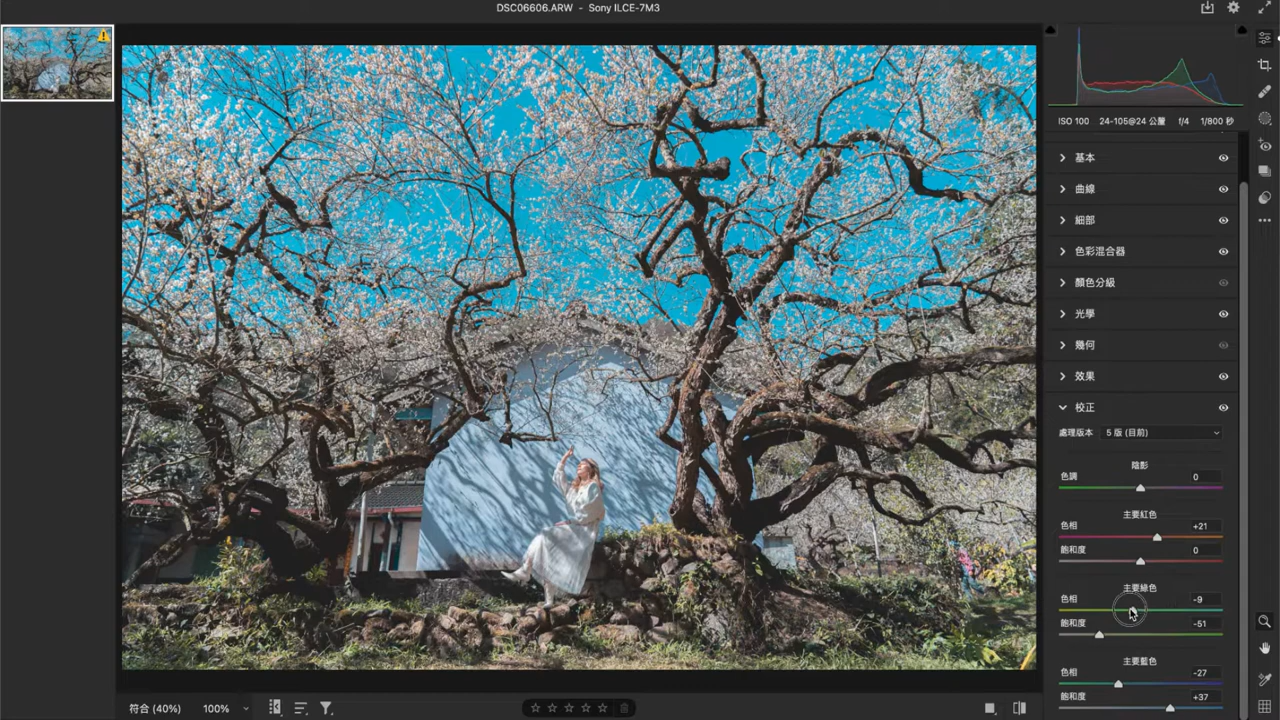 DSC06606.ARW - Sony ILCE-7M3
ISO 100 24-105@24 公釐 f/4 1/800 秒
基本
曲線
細部
色彩混合器
顏色分級
光學
幾何
效果
校正
處理版本 5 版 (目前)
陰影
色調 0
主要紅色
色相 +21
飽和度 0
主要綠色
色相 -9
飽和度 -51
主要藍色
色相 -27
飽和度 +37
符合 (40%) 100%